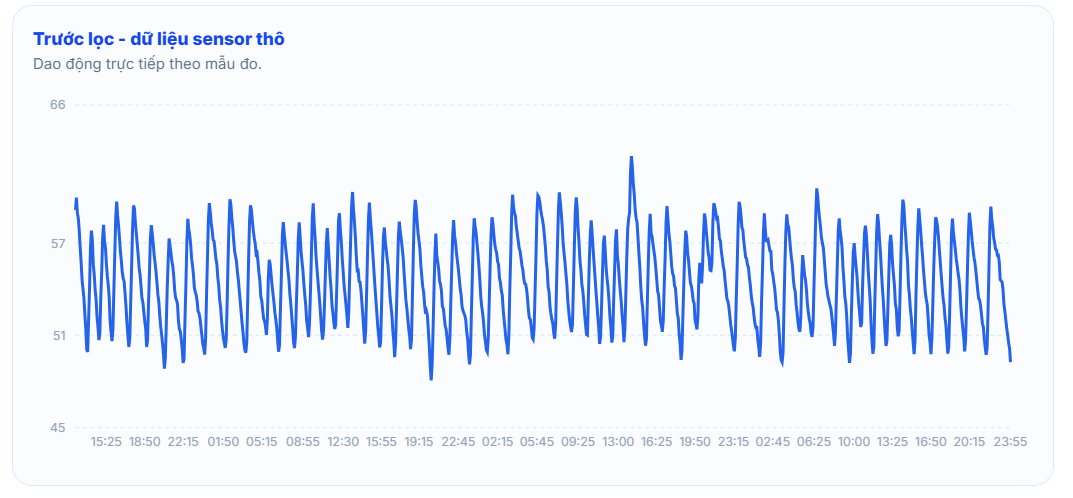 Trước lọc - dữ liệu sensor thô
Dao động trực tiếp theo mẫu đo.
66
57
51
45
15:25 18:50 22:15 01:50 05:15 08:55 12:30 15:55 19:15 22:45 02:15 05:45 09:25 13:00 16:25 19:50 23:15 02:45 06:25 10:00 13:25 16:50 20:15 23:55